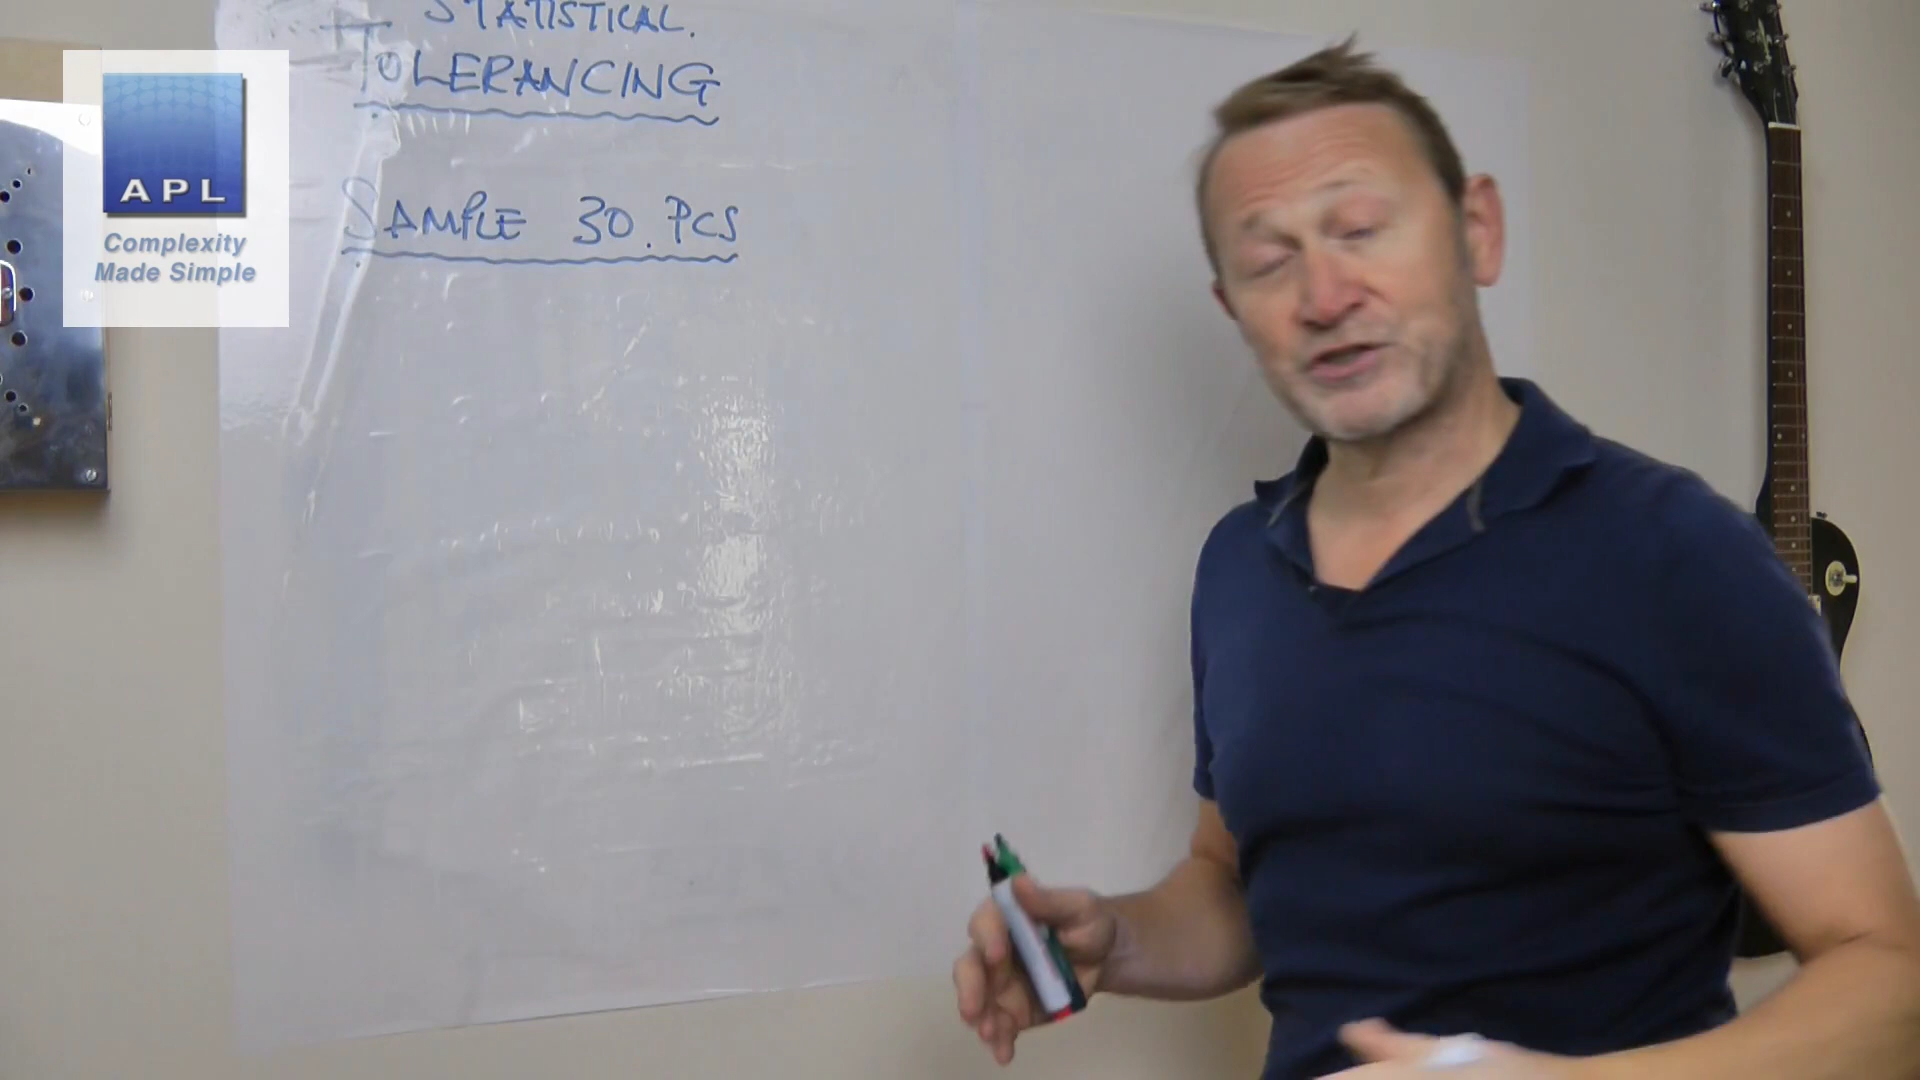 STATISTICAL.
TOLERANCING
SAMPLE 30. PCS
APL
Complexity
Made Simple